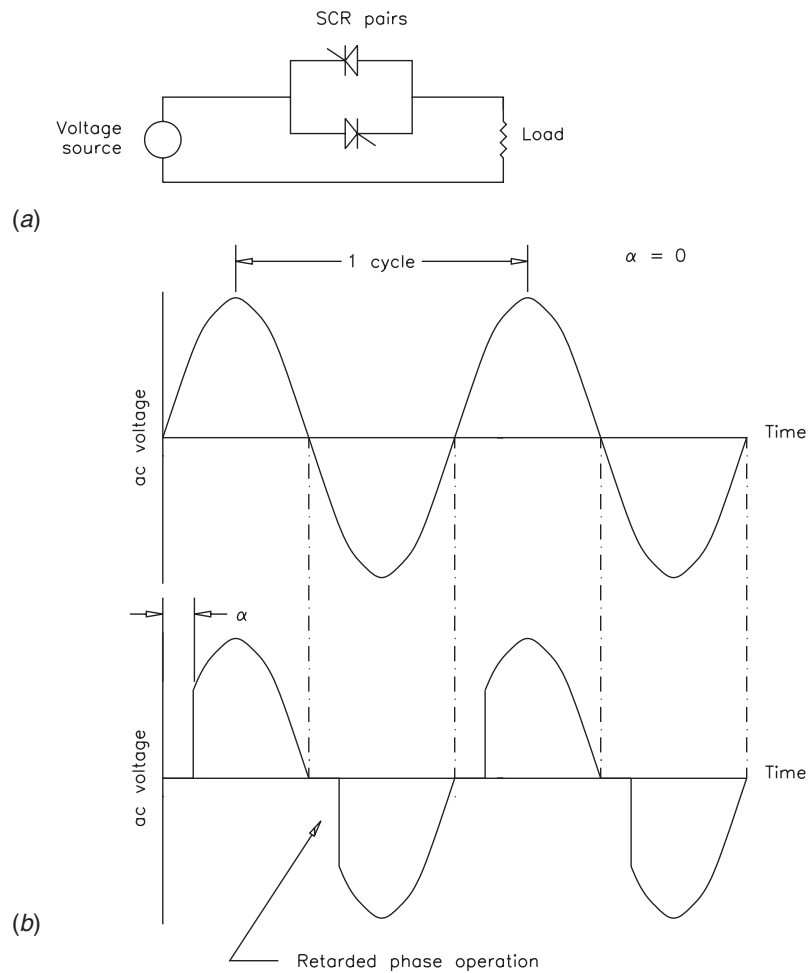 SCR pairs
Voltage
source
Load
(a)
1 cycle
α = 0
ac voltage
Time
α
ac voltage
Time
(b)
Retarded phase operation